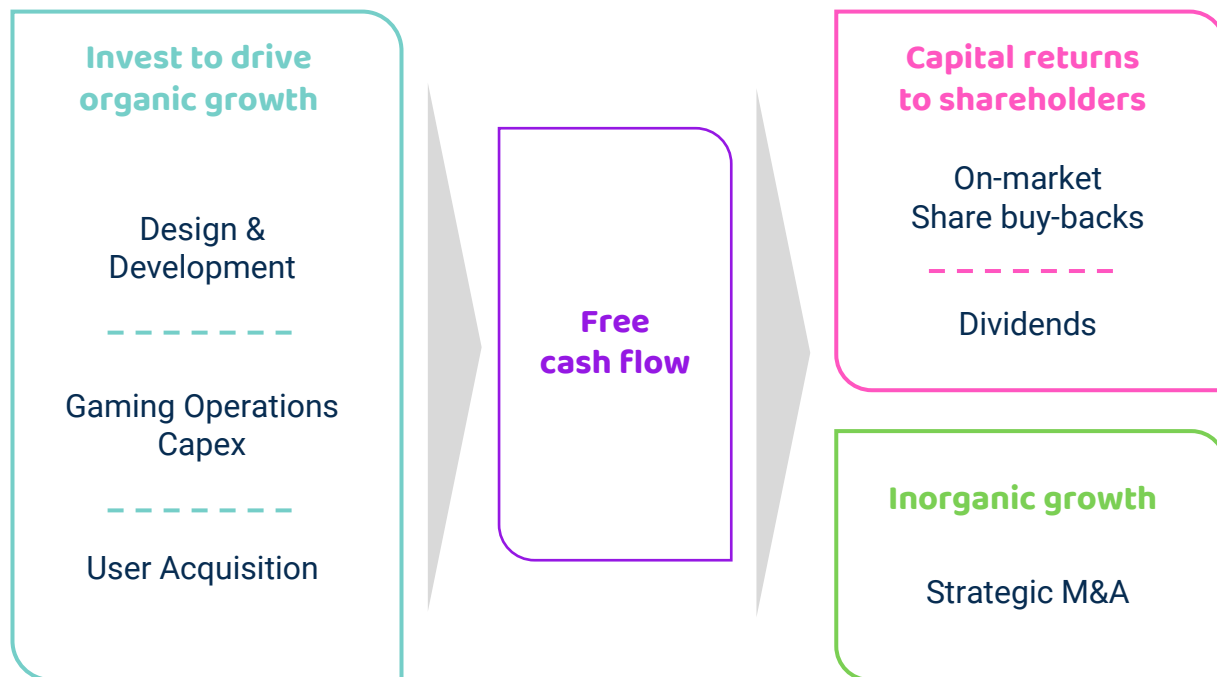 Invest to drive
organic growth
Design &
Development
Gaming Operations
Capex
User Acquisition
Free
cash flow
Capital returns
to shareholders
On-market
Share buy-backs
Dividends
Inorganic growth
Strategic M&A